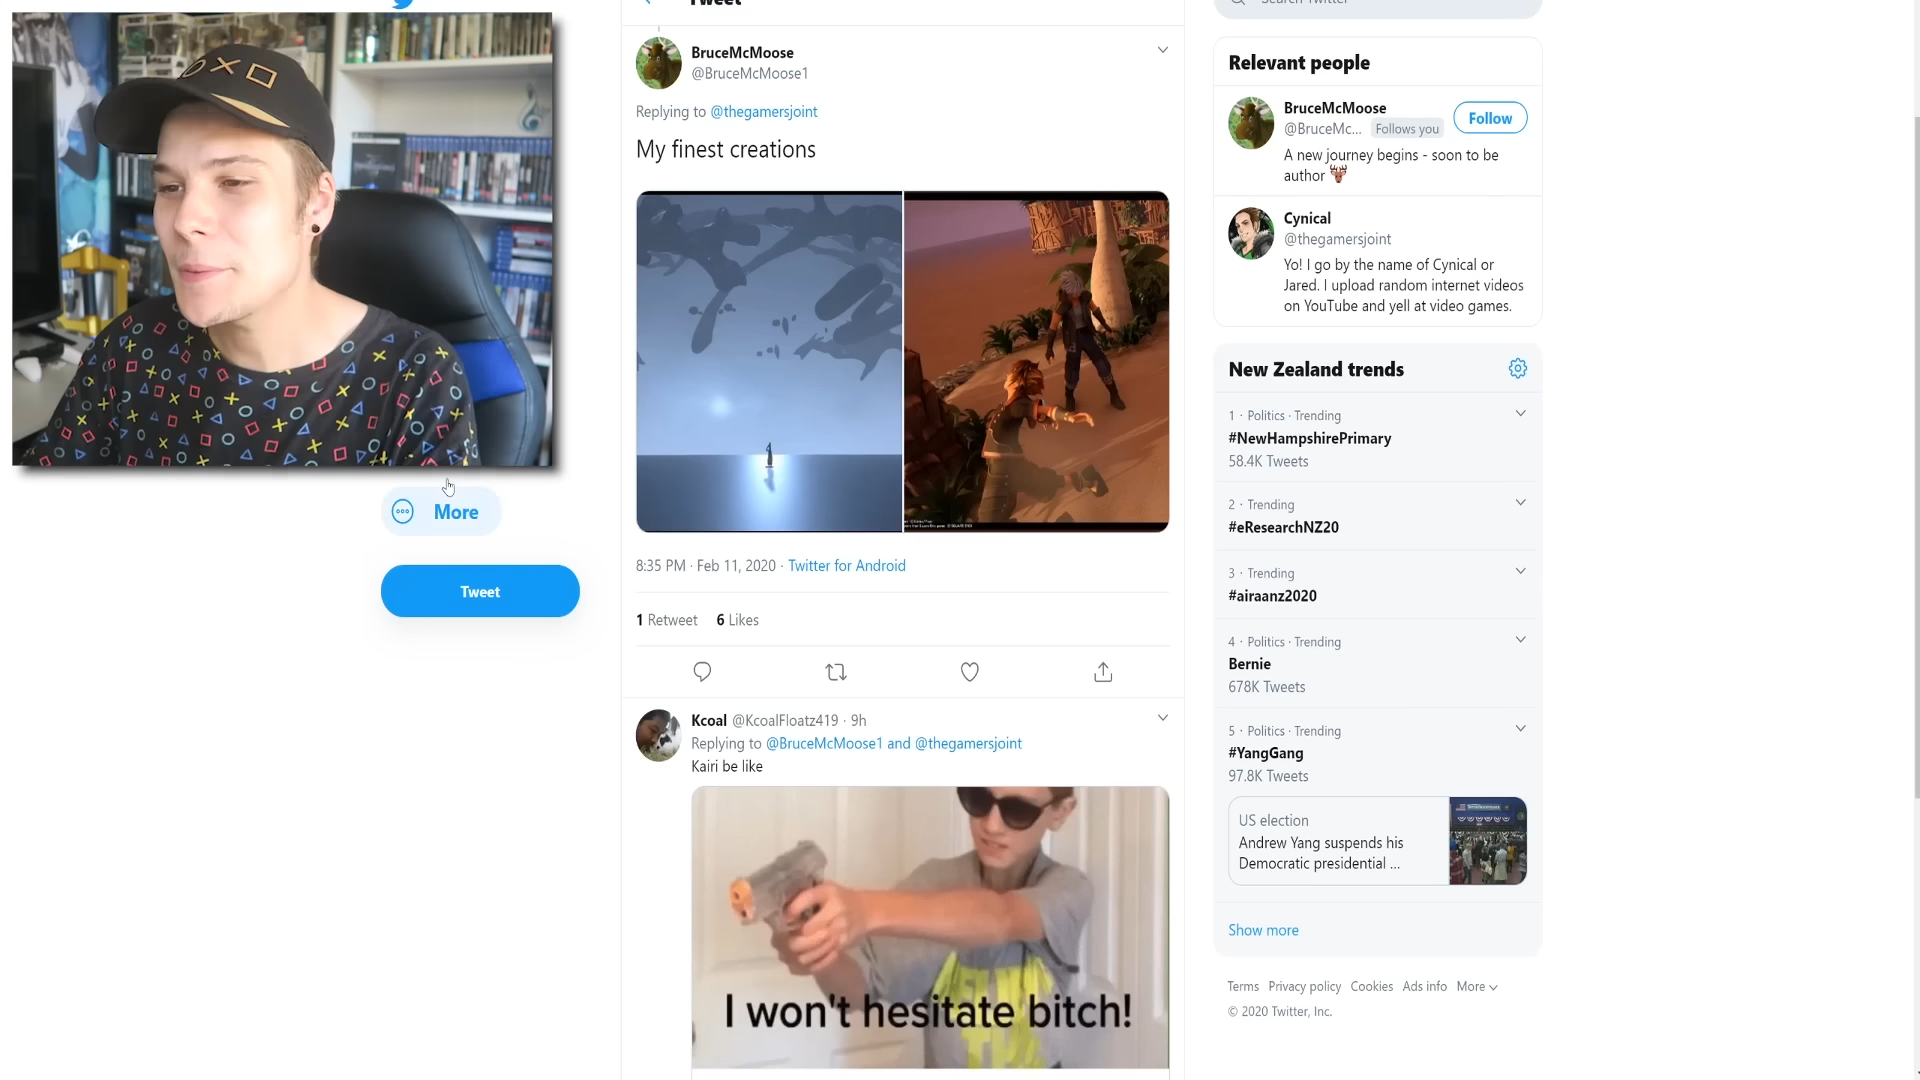 Tweet
Search Twitter
BruceMcMoose
@BruceMcMoose1
Replying to @thegamersjoint
My finest creations
8:35 PM · Feb 11, 2020 · Twitter for Android
1 Retweet 6 Likes
Kcoal @KcoalFloatz419 · 9h
Replying to @BruceMcMoose1 and @thegamersjoint
Kairi be like
I won't hesitate bitch!
More
Tweet
Relevant people
BruceMcMoose
@BruceMc... Follows you
Follow
A new journey begins - soon to be
author
Cynical
@thegamersjoint
Yo! I go by the name of Cynical or
Jared. I upload random internet videos
on YouTube and yell at video games.
New Zealand trends
1 · Politics · Trending
#NewHampshirePrimary
58.4K Tweets
2 · Trending
#eResearchNZ20
3 · Trending
#airaanz2020
4 · Politics · Trending
Bernie
678K Tweets
5 · Politics · Trending
#YangGang
97.8K Tweets
US election
Andrew Yang suspends his
Democratic presidential ...
Show more
Terms Privacy policy Cookies Ads info More
© 2020 Twitter, Inc.